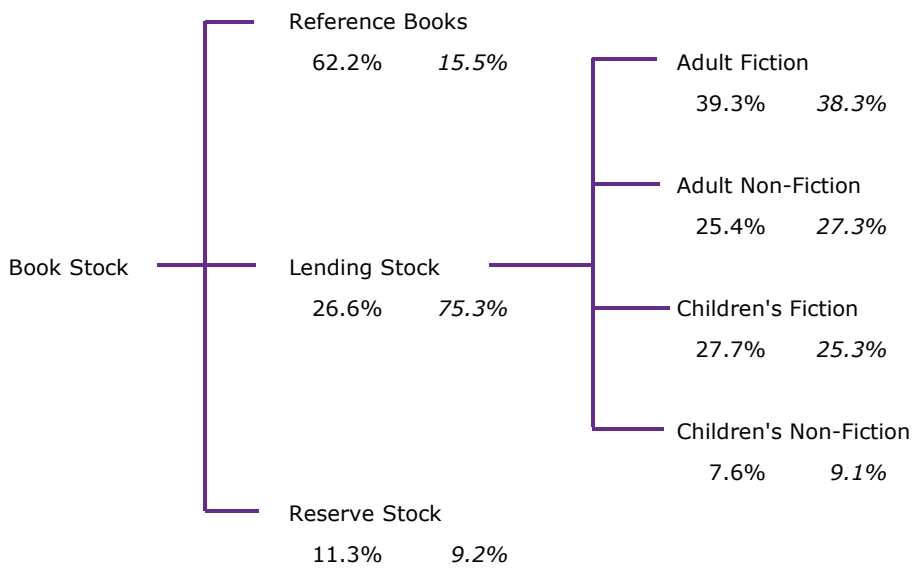 Reference Books
62.2% 15.5%
Adult Fiction
39.3% 38.3%
Adult Non-Fiction
25.4% 27.3%
Book Stock
Lending Stock
26.6% 75.3%
Children's Fiction
27.7% 25.3%
Children's Non-Fiction
7.6% 9.1%
Reserve Stock
11.3% 9.2%